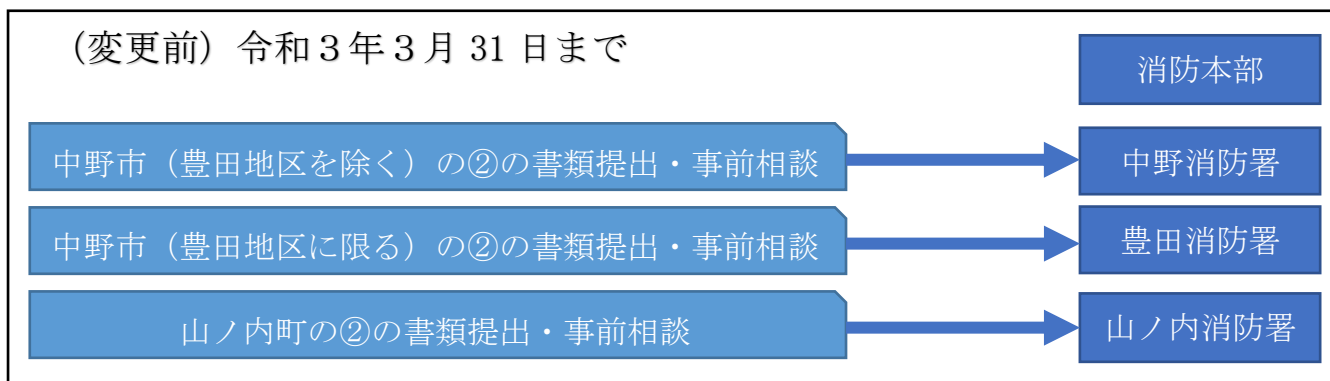 （変更前）令和３年３月 31 日まで
消防本部
中野市（豊田地区を除く）の②の書類提出・事前相談
中野消防署
中野市（豊田地区に限る）の②の書類提出・事前相談
豊田消防署
山ノ内町の②の書類提出・事前相談
山ノ内消防署